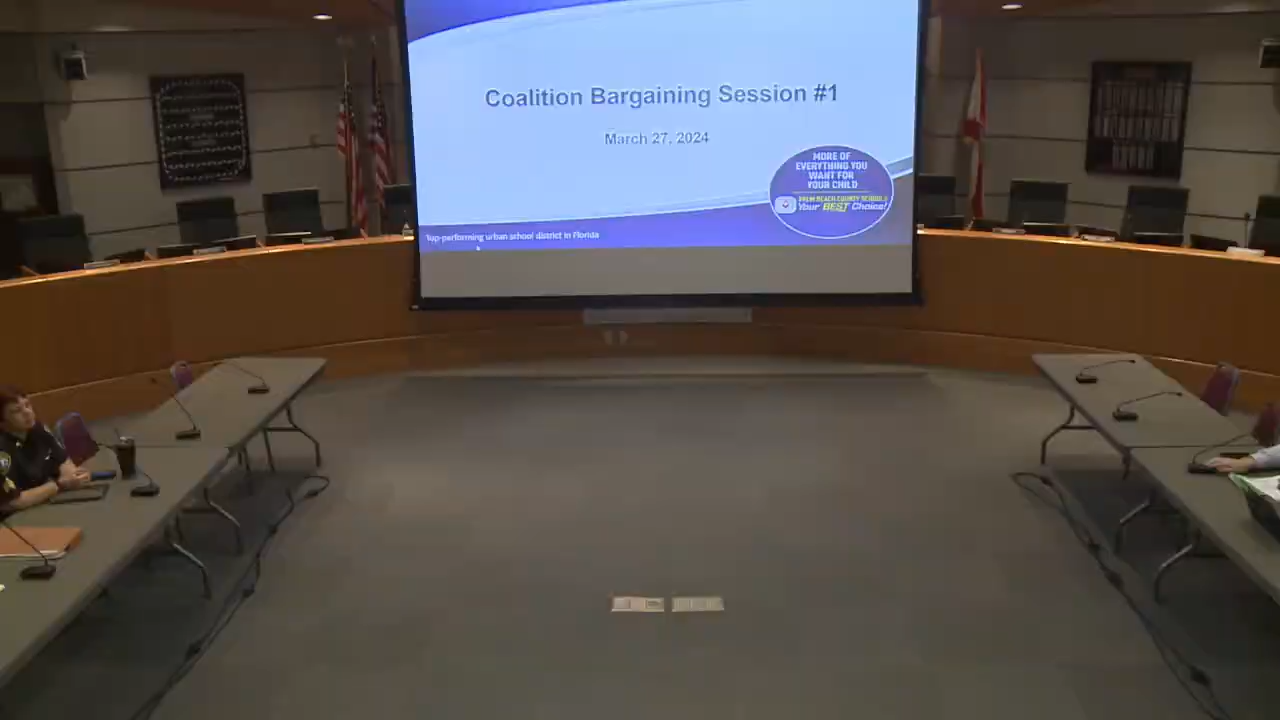 Coalition Bargaining Session #1
March 27, 2024
MORE OF
EVERYTHING YOU
WANT FOR
YOUR CHILD
PALM BEACH COUNTY SCHOOLS
Your BEST Choice!
Top-performing urban school district in Florida